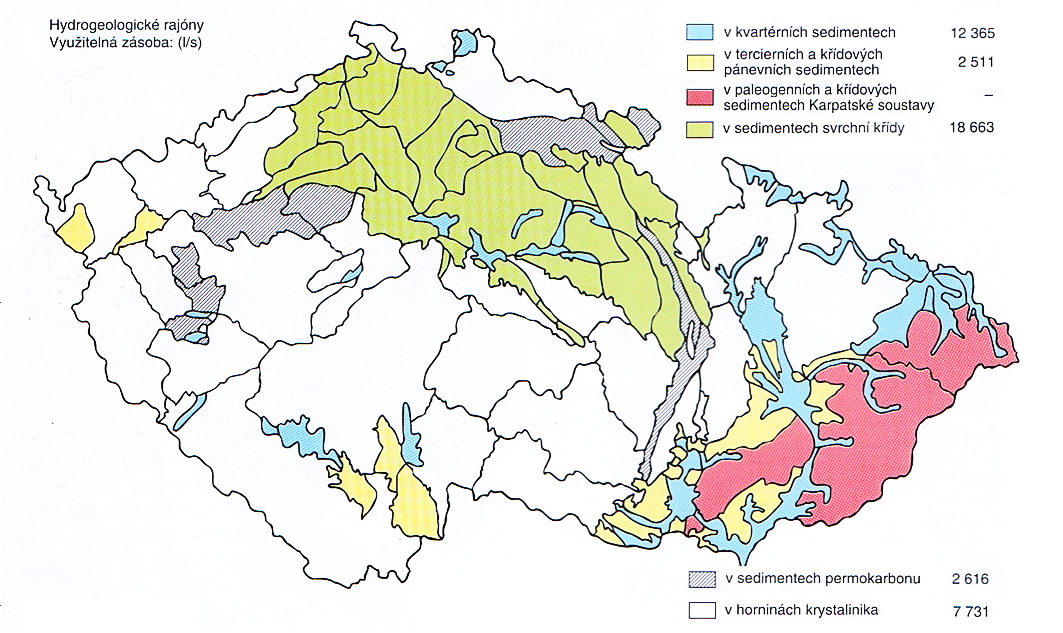 Hydrogeologické rajóny
Využitelná zásoba: (l/s)
v kvartérních sedimentech 12 365
v tercierních a křídových
pánevních sedimentech 2 511
v paleogenních a křídových
sedimentech Karpatské soustavy –
v sedimentech svrchní křídy 18 663
v sedimentech permokarbonu 2 616
v horninách krystalinika 7 731